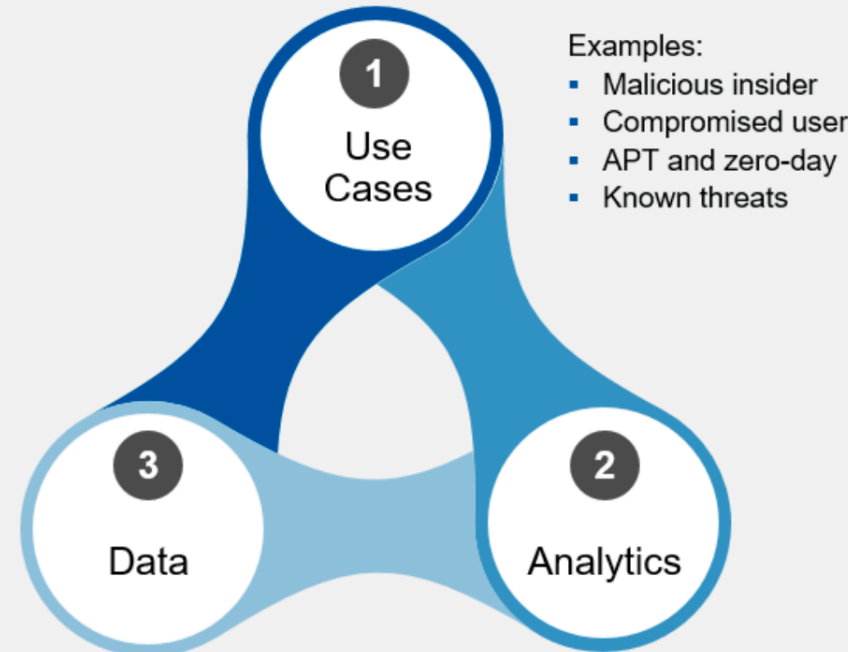 1
Use
Cases
Examples:
▪ Malicious insider
▪ Compromised user
▪ APT and zero-day
▪ Known threats
3
Data
2
Analytics